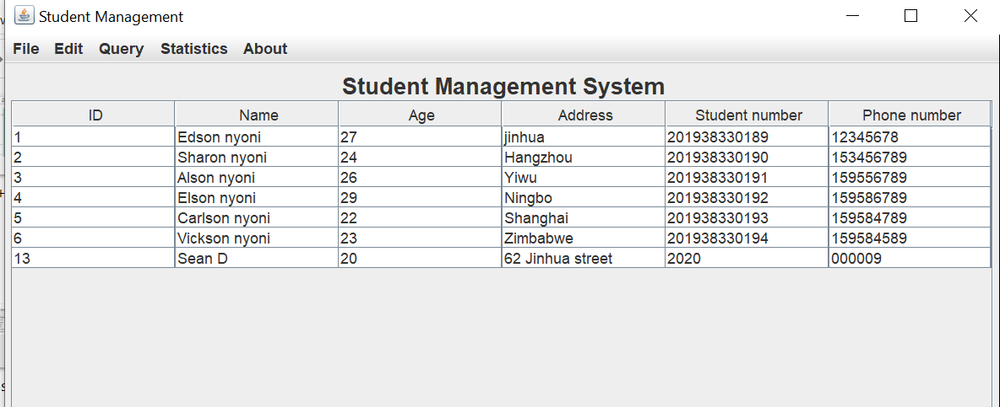 Student Management
File Edit Query Statistics About
Student Management System
ID Name Age Address Student number Phone number
1 Edson nyoni 27 jinhua 201938330189 12345678
2 Sharon nyoni 24 Hangzhou 201938330190 153456789
3 Alson nyoni 26 Yiwu 201938330191 159556789
4 Elson nyoni 29 Ningbo 201938330192 159586789
5 Carlson nyoni 22 Shanghai 201938330193 159584789
6 Vickson nyoni 23 Zimbabwe 201938330194 159584589
13 Sean D 20 62 Jinhua street 2020 000009